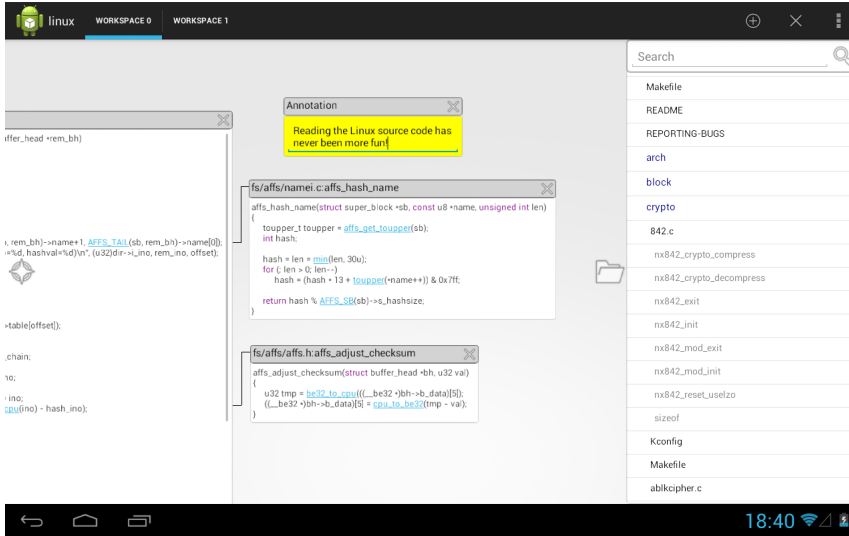 linux
WORKSPACE 0
WORKSPACE 1
uffer_head *rem_bh)
, rem_bh)->name+1, AFFS_TAIL(sb, rem_bh)->name[0]);
=%d, hashval=%d)\n", (u32)dir->i_ino, rem_ino, offset);
>table[offset]);
_chain;
no;
ino;
cpu(ino) - hash_ino);
Annotation
Reading the Linux source code has
never been more fun!
fs/affs/namei.c:affs_hash_name
affs_hash_name(struct super_block *sb, const u8 *name, unsigned int len)
{
toupper_t toupper = affs_get_toupper(sb);
int hash;
hash = len = min(len, 30u);
for (; len > 0; len--)
hash = (hash * 13 + toupper(*name++)) & 0x7ff;
return hash % AFFS_SB(sb)->s_hashsize;
}
fs/affs/affs.h:affs_adjust_checksum
affs_adjust_checksum(struct buffer_head *bh, u32 val)
{
u32 tmp = be32_to_cpu(((__be32 *)bh->b_data)[5]);
((__be32 *)bh->b_data)[5] = cpu_to_be32(tmp - val);
}
Search
Makefile
README
REPORTING-BUGS
arch
block
crypto
842.c
nx842_crypto_compress
nx842_crypto_decompress
nx842_exit
nx842_init
nx842_mod_exit
nx842_mod_init
nx842_reset_uselzo
sizeof
Kconfig
Makefile
ablkcipher.c
18:40